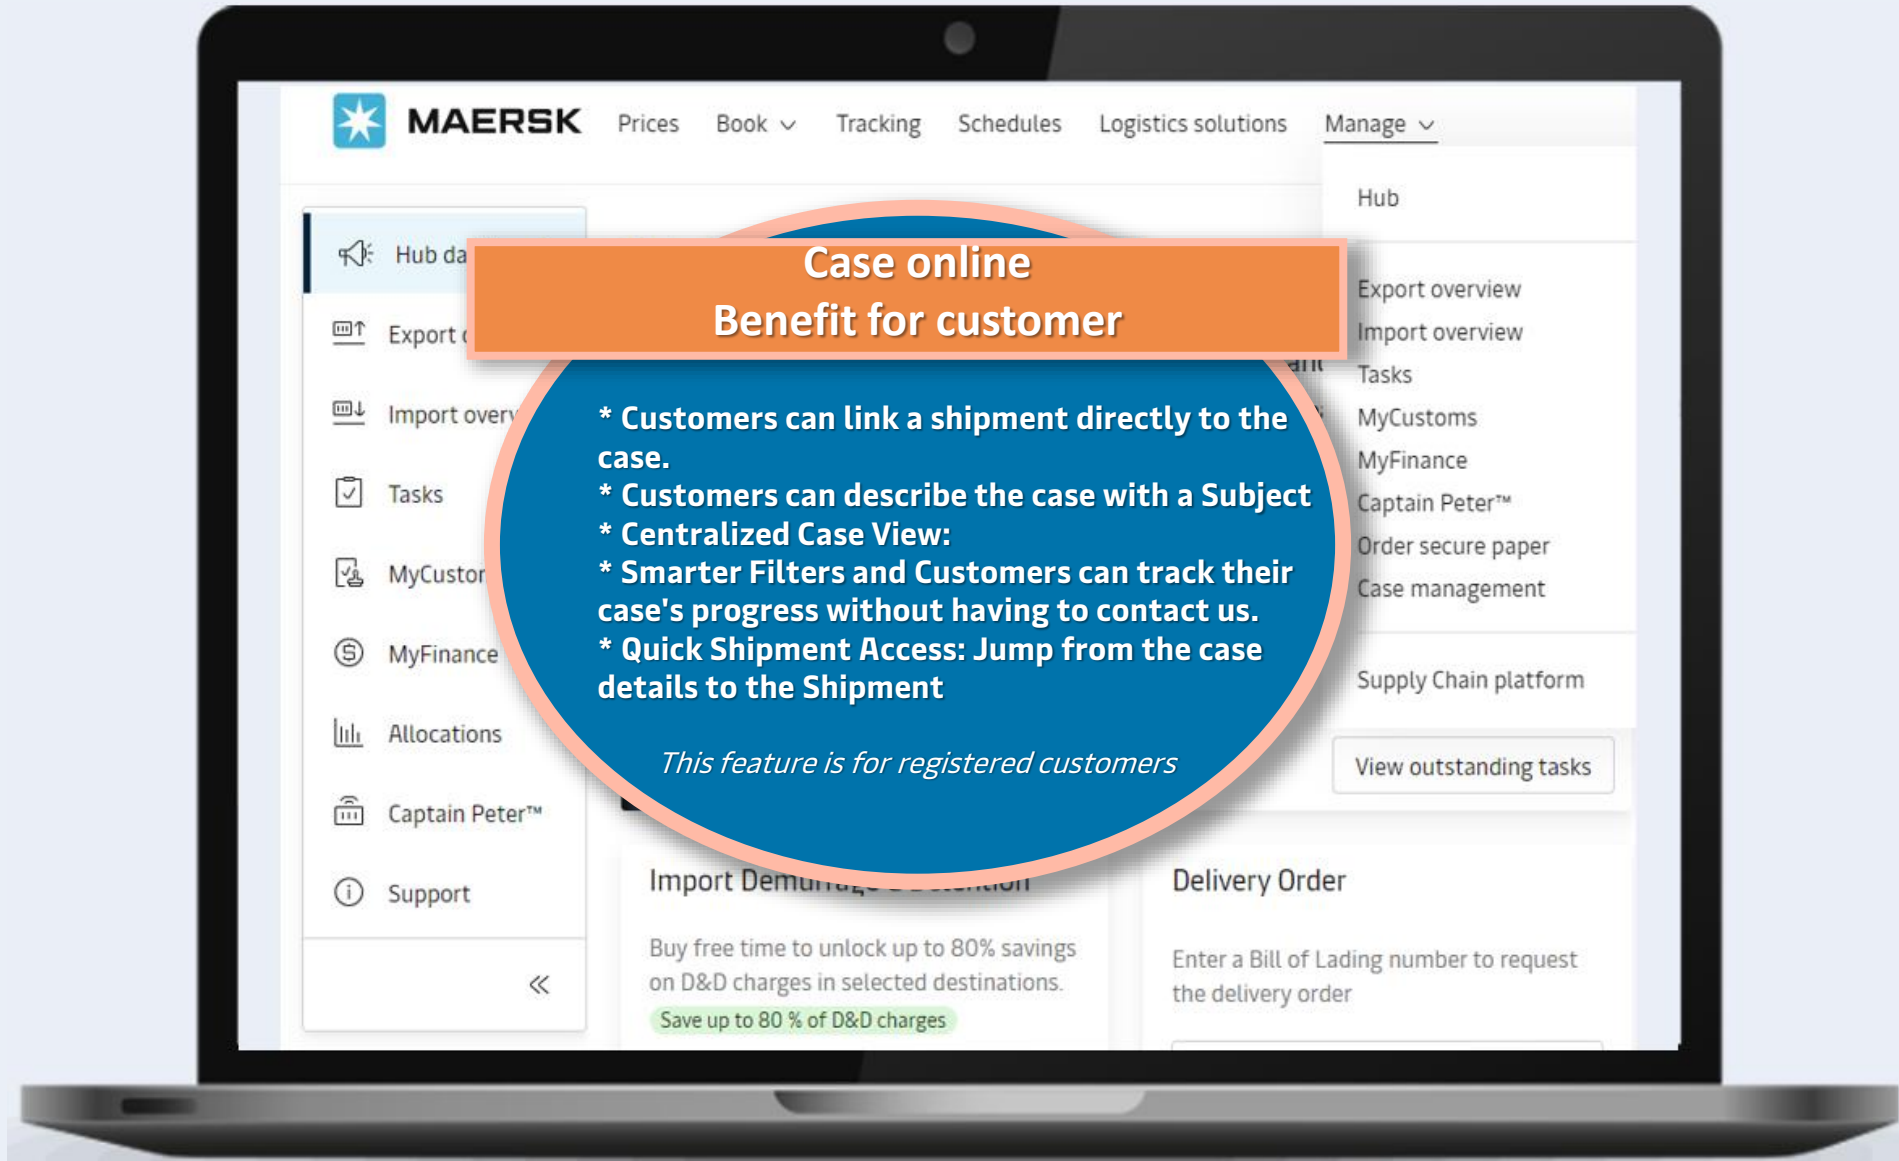 MAERSK Prices Book Tracking Schedules Logistics solutions Manage
Hub
Export overview
Import overview
Tasks
MyCustoms
MyFinance
Captain Peter™
Order secure paper
Case management
Supply Chain platform
Hub
Export
Import
Tasks
MyFinance
Allocations
Captain Peter™
Support
Case online
Benefit for customer
* Customers can link a shipment directly to the
case.
* Customers can describe the case with a Subject
* Centralized Case View:
* Smarter Filters and Customers can track their
case's progress without having to contact us.
* Quick Shipment Access: Jump from the case
details to the Shipment
This feature is for registered customers
View outstanding tasks
Import
Buy free time to unlock up to 80% savings
on D&D charges in selected destinations.
Save up to 80 % of D&D charges
Delivery Order
Enter a Bill of Lading number to request
the delivery order